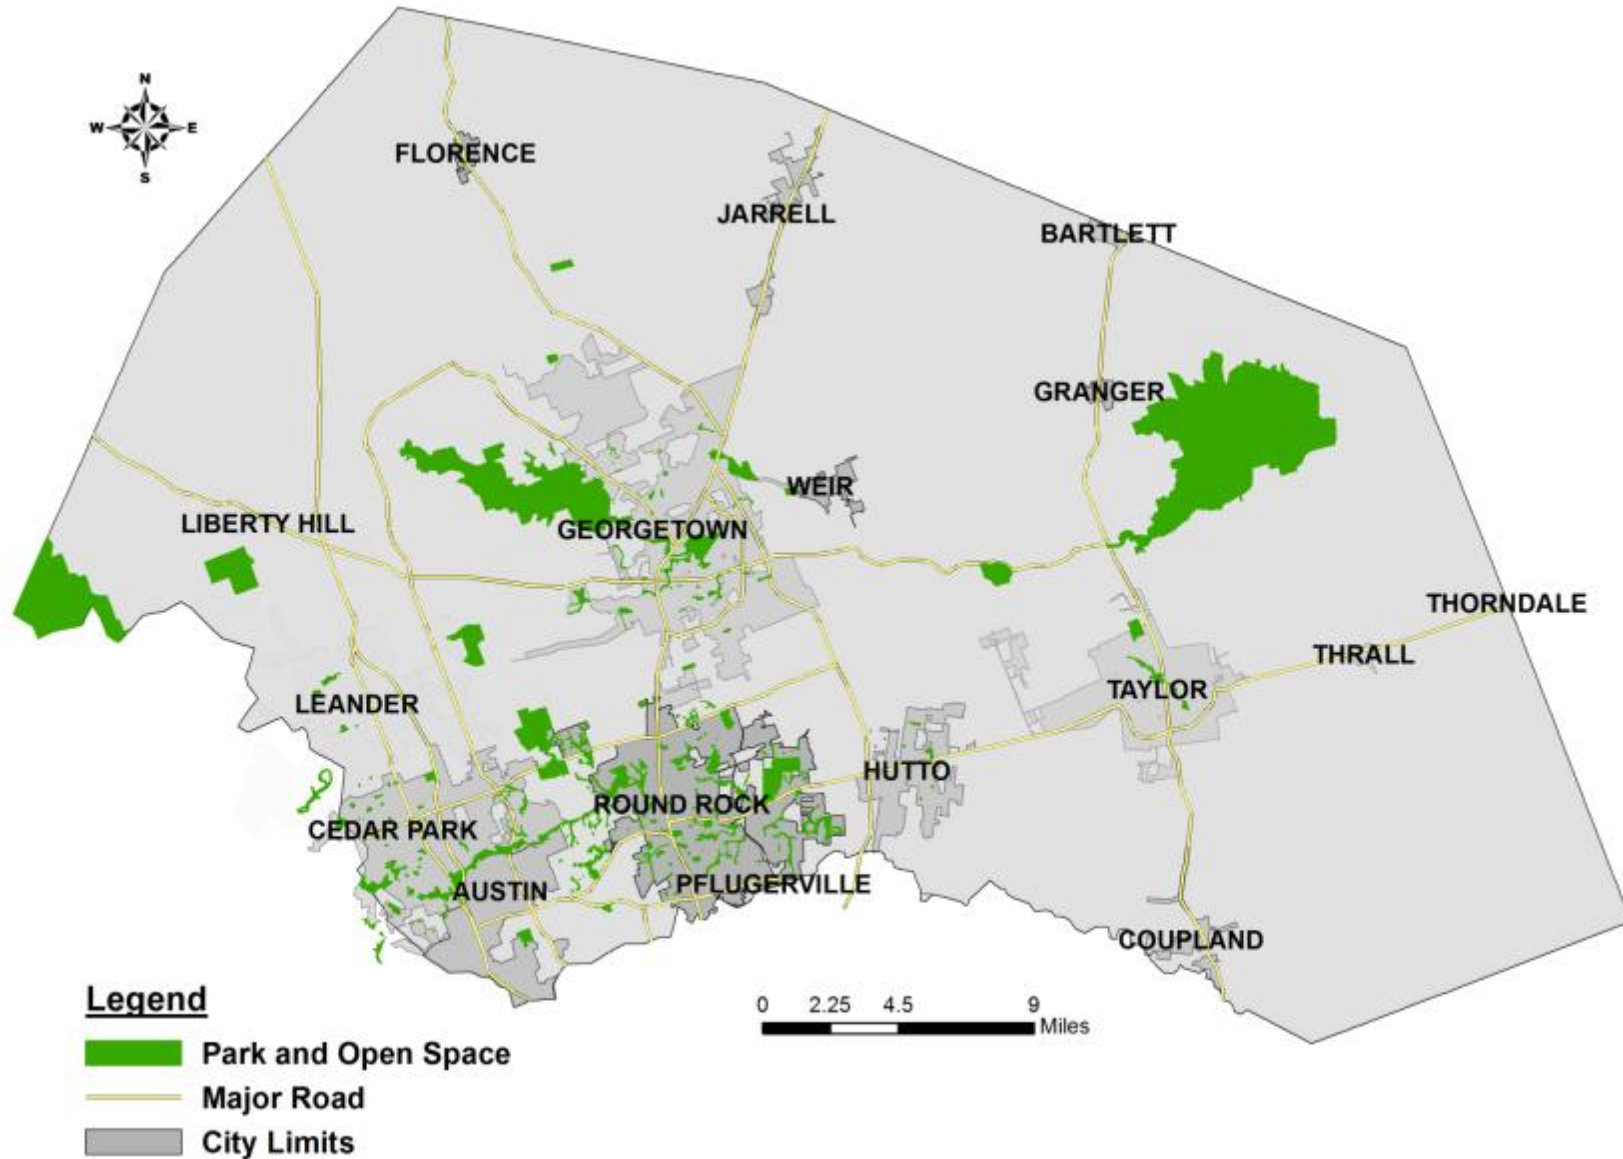 N
W E
S
FLORENCE
JARRELL
BARTLETT
GRANGER
WEIR
LIBERTY HILL
GEORGETOWN
THORNDALE
THRALL
TAYLOR
LEANDER
HUTTO
ROUND ROCK
CEDAR PARK
PFLUGERVILLE
AUSTIN
COUPLAND
Legend
Park and Open Space
Major Road
City Limits
0 2.25 4.5 9
Miles